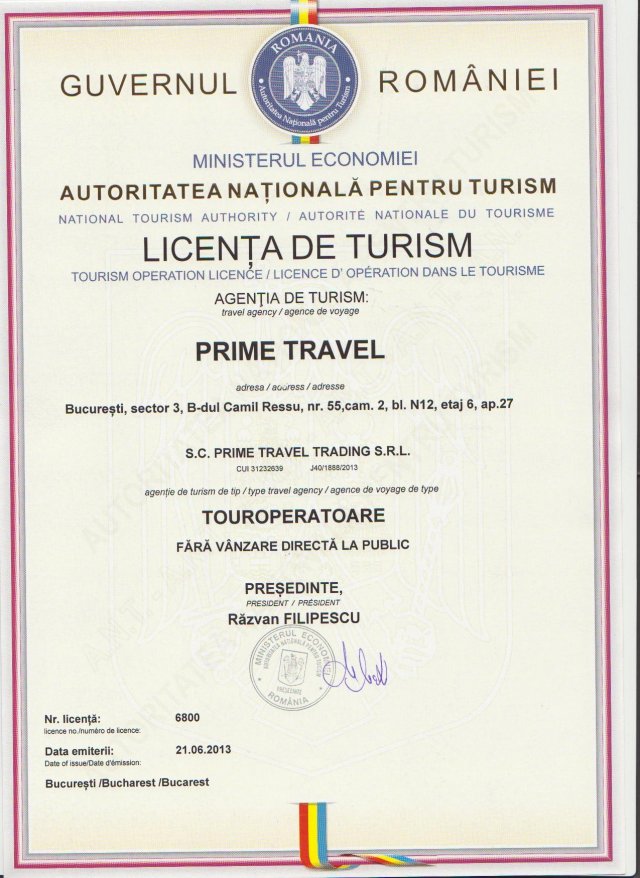 ROMANIA
Autoritatea Națională pentru Turism
GUVERNUL ROMÂNIEI
MINISTERUL ECONOMIEI
AUTORITATEA NAȚIONALĂ PENTRU TURISM
NATIONAL TOURISM AUTHORITY / AUTORITÉ NATIONALE DU TOURISME
LICENȚA DE TURISM
TOURISM OPERATION LICENCE / LICENCE D' OPÉRATION DANS LE TOURISME
AGENȚIA DE TURISM:
travel agency / agence de voyage
PRIME TRAVEL
adresa / address / adresse
București, sector 3, B-dul Camil Ressu, nr. 55,cam. 2, bl. N12, etaj 6, ap.27
S.C. PRIME TRAVEL TRADING S.R.L.
CUI 31232639 J40/1888/2013
agenție de turism de tip / type travel agency / agence de voyage de type
TOUROPERATOARE
FĂRĂ VÂNZARE DIRECTĂ LA PUBLIC
PREȘEDINTE,
PRESIDENT / PRÉSIDENT
Răzvan FILIPESCU
MINISTERUL ECONOMIEI
AUTORITATEA NAȚIONALĂ PENTRU TURISM
PREȘEDINTE
ROMÂNIA
Nr. licență: 6800
licence no./numéro de licence:
Data emiterii: 21.06.2013
Date of issue/Date d'émission:
București /Bucharest /Bucarest